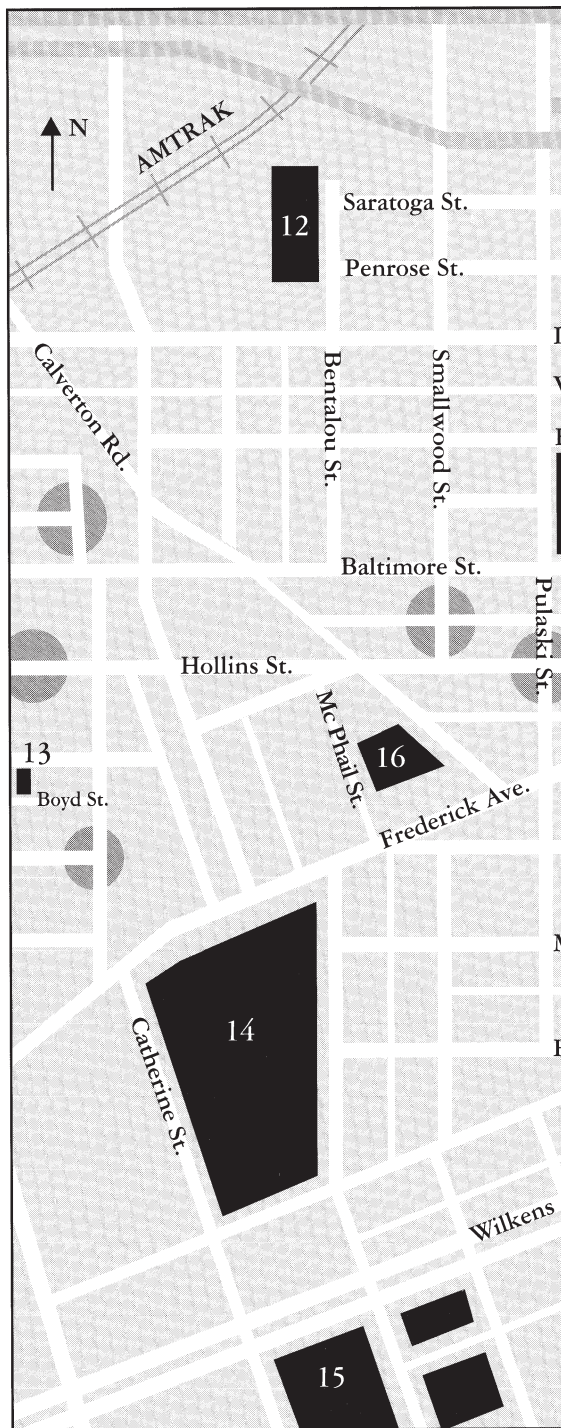 N
AMTRAK
12
Saratoga St.
Penrose St.
Calverton Rd.
Bentalou St.
Smallwood St.
Baltimore St.
Pulaski St.
Hollins St.
Mc Phail St.
16
13
Boyd St.
Frederick Ave.
14
Catherine St.
Wilkens
15